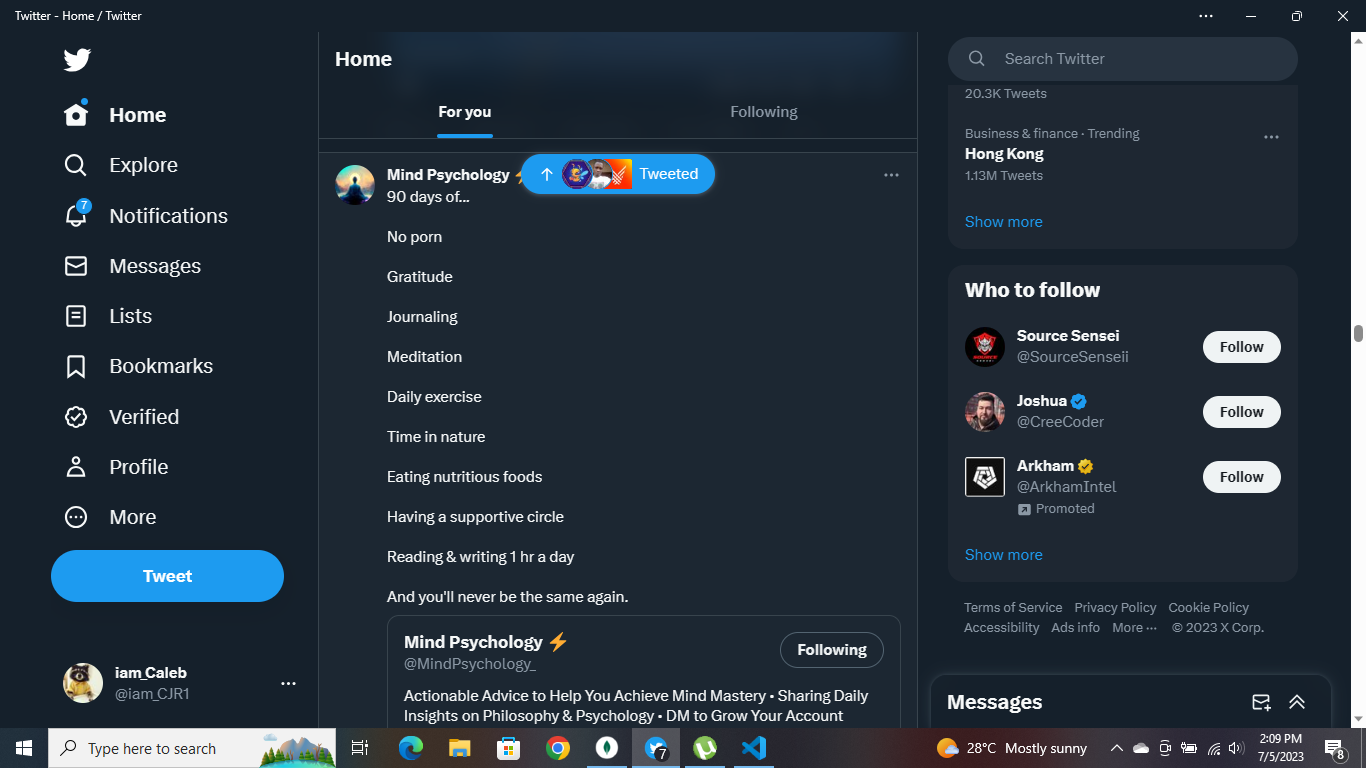 Twitter - Home / Twitter
Home
Explore
7
Notifications
Messages
Lists
Bookmarks
Verified
Profile
More
Tweet
iam_Caleb
@iam_CJR1
Home
For you
Following
Tweeted
Mind Psychology ⚡
90 days of...
No porn
Gratitude
Journaling
Meditation
Daily exercise
Time in nature
Eating nutritious foods
Having a supportive circle
Reading & writing 1 hr a day
And you'll never be the same again.
Mind Psychology ⚡
@MindPsychology_
Following
Actionable Advice to Help You Achieve Mind Mastery • Sharing Daily
Insights on Philosophy & Psychology • DM to Grow Your Account
Search Twitter
20.3K Tweets
Business & finance · Trending
Hong Kong
1.13M Tweets
Show more
Who to follow
Source Sensei
@SourceSenseii
Follow
Joshua
@CreeCoder
Follow
Arkham
@ArkhamIntel
Promoted
Follow
Show more
Terms of Service Privacy Policy Cookie Policy
Accessibility Ads info More ··· © 2023 X Corp.
Messages
Type here to search
7
28°C Mostly sunny
2:09 PM
7/5/2023
8